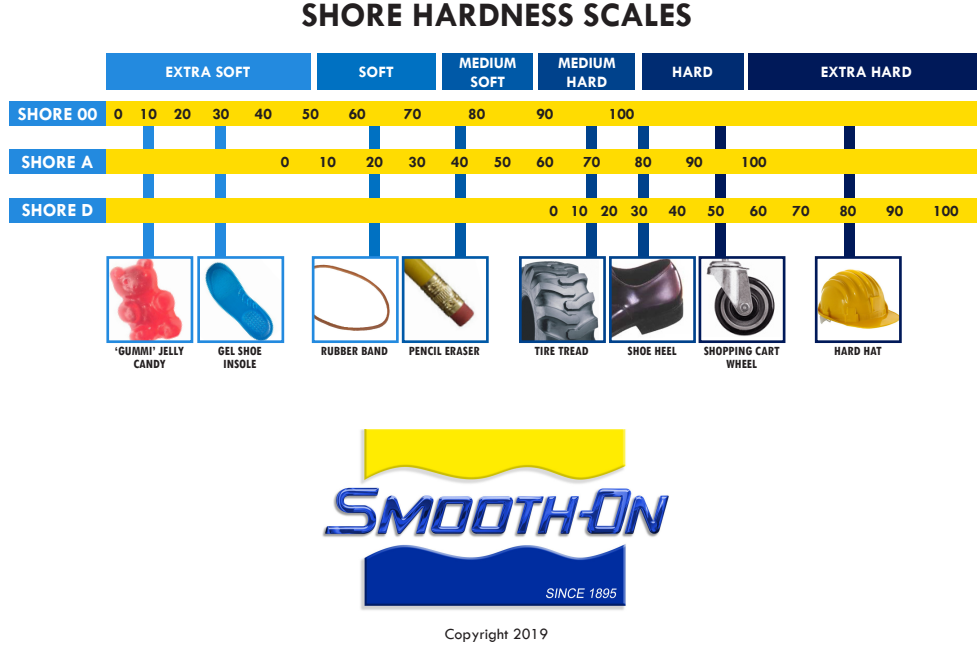 SHORE HARDNESS SCALES
EXTRA SOFT
SOFT
MEDIUM
SOFT
MEDIUM
HARD
HARD
EXTRA HARD
SHORE 00 0 10 20 30 40 50 60 70 80 90 100
SHORE A 0 10 20 30 40 50 60 70 80 90 100
SHORE D 0 10 20 30 40 50 60 70 80 90 100
‘GUMMI’ JELLY
CANDY
GEL SHOE
INSOLE
RUBBER BAND
PENCIL ERASER
TIRE TREAD
SHOE HEEL
SHOPPING CART
WHEEL
HARD HAT
SMOOTH-ON
SINCE 1895
Copyright 2019